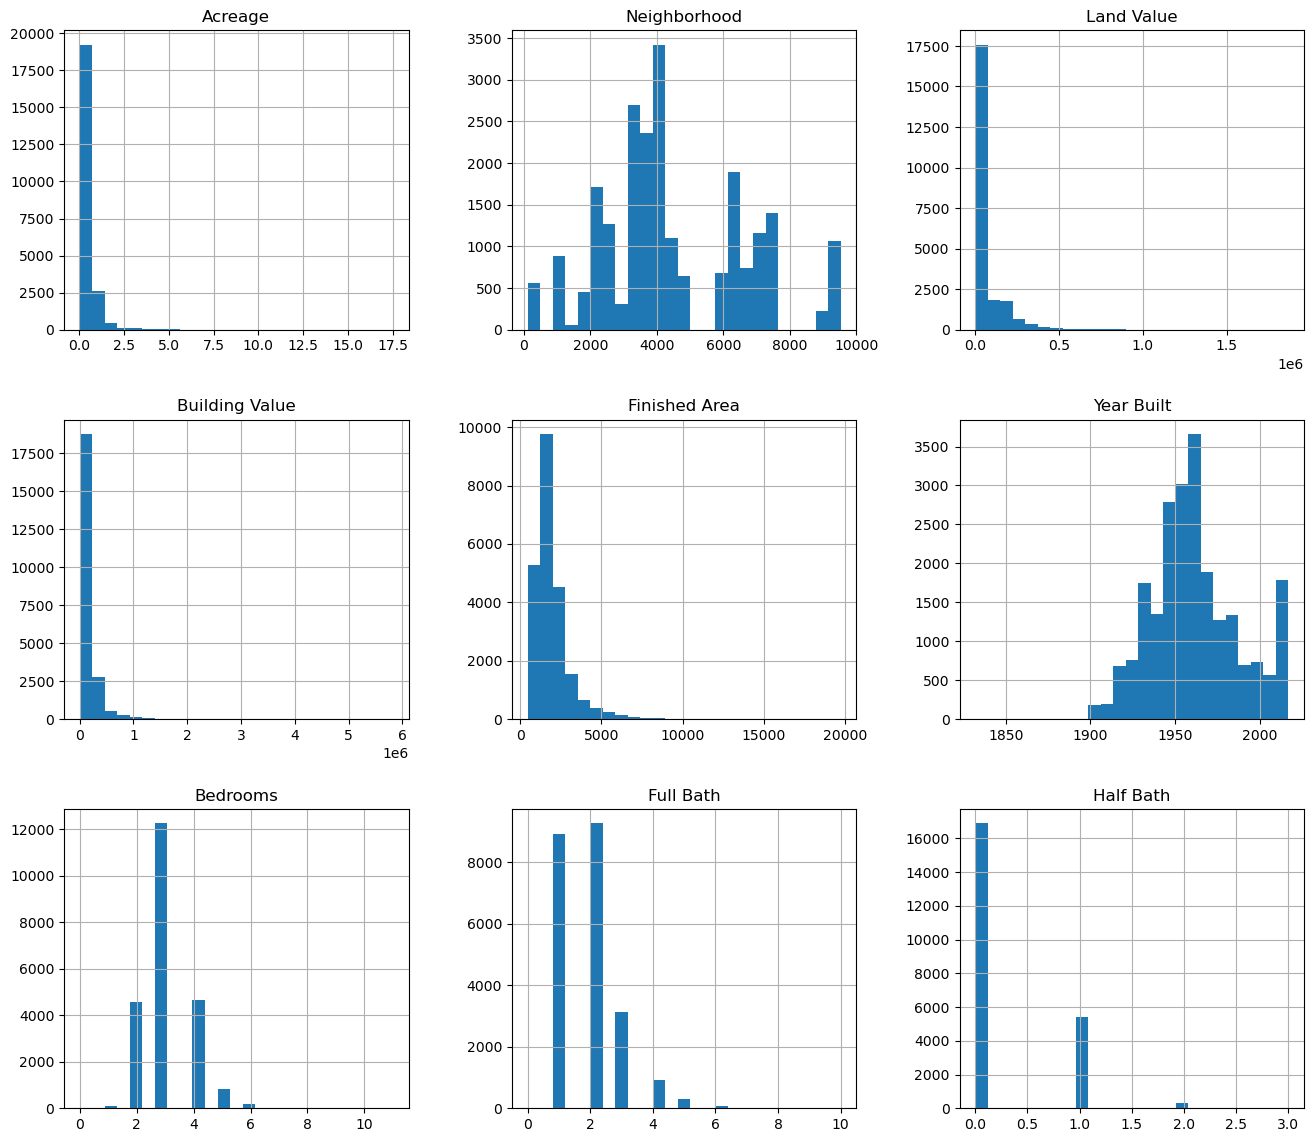 Acreage Neighborhood Land Value
20000 3500 17500
17500 3000 15000
15000 2500 12500
12500 2000 10000
10000 1500 7500
7500 1000 5000
5000 500 2500
2500 0 0
0
0.0 2.5 5.0 7.5 10.0 12.5 15.0 17.5 0 2000 4000 6000 8000 10000 0.0 0.5 1.0 1.5
1e6
Building Value Finished Area Year Built
17500 10000 3500
15000 8000 3000
12500 6000 2500
10000 4000 2000
7500 2000 1500
5000 0 1000
2500 500
0 0
0 1 2 3 4 5 6 0 5000 10000 15000 20000 1850 1900 1950 2000
1e6
Bedrooms Full Bath Half Bath
12000 8000 16000
10000 6000 14000
8000 4000 12000
6000 2000 10000
4000 0 8000
2000 6000
0 4000
2000
0
0 2 4 6 8 10 0 2 4 6 8 10 0.0 0.5 1.0 1.5 2.0 2.5 3.0